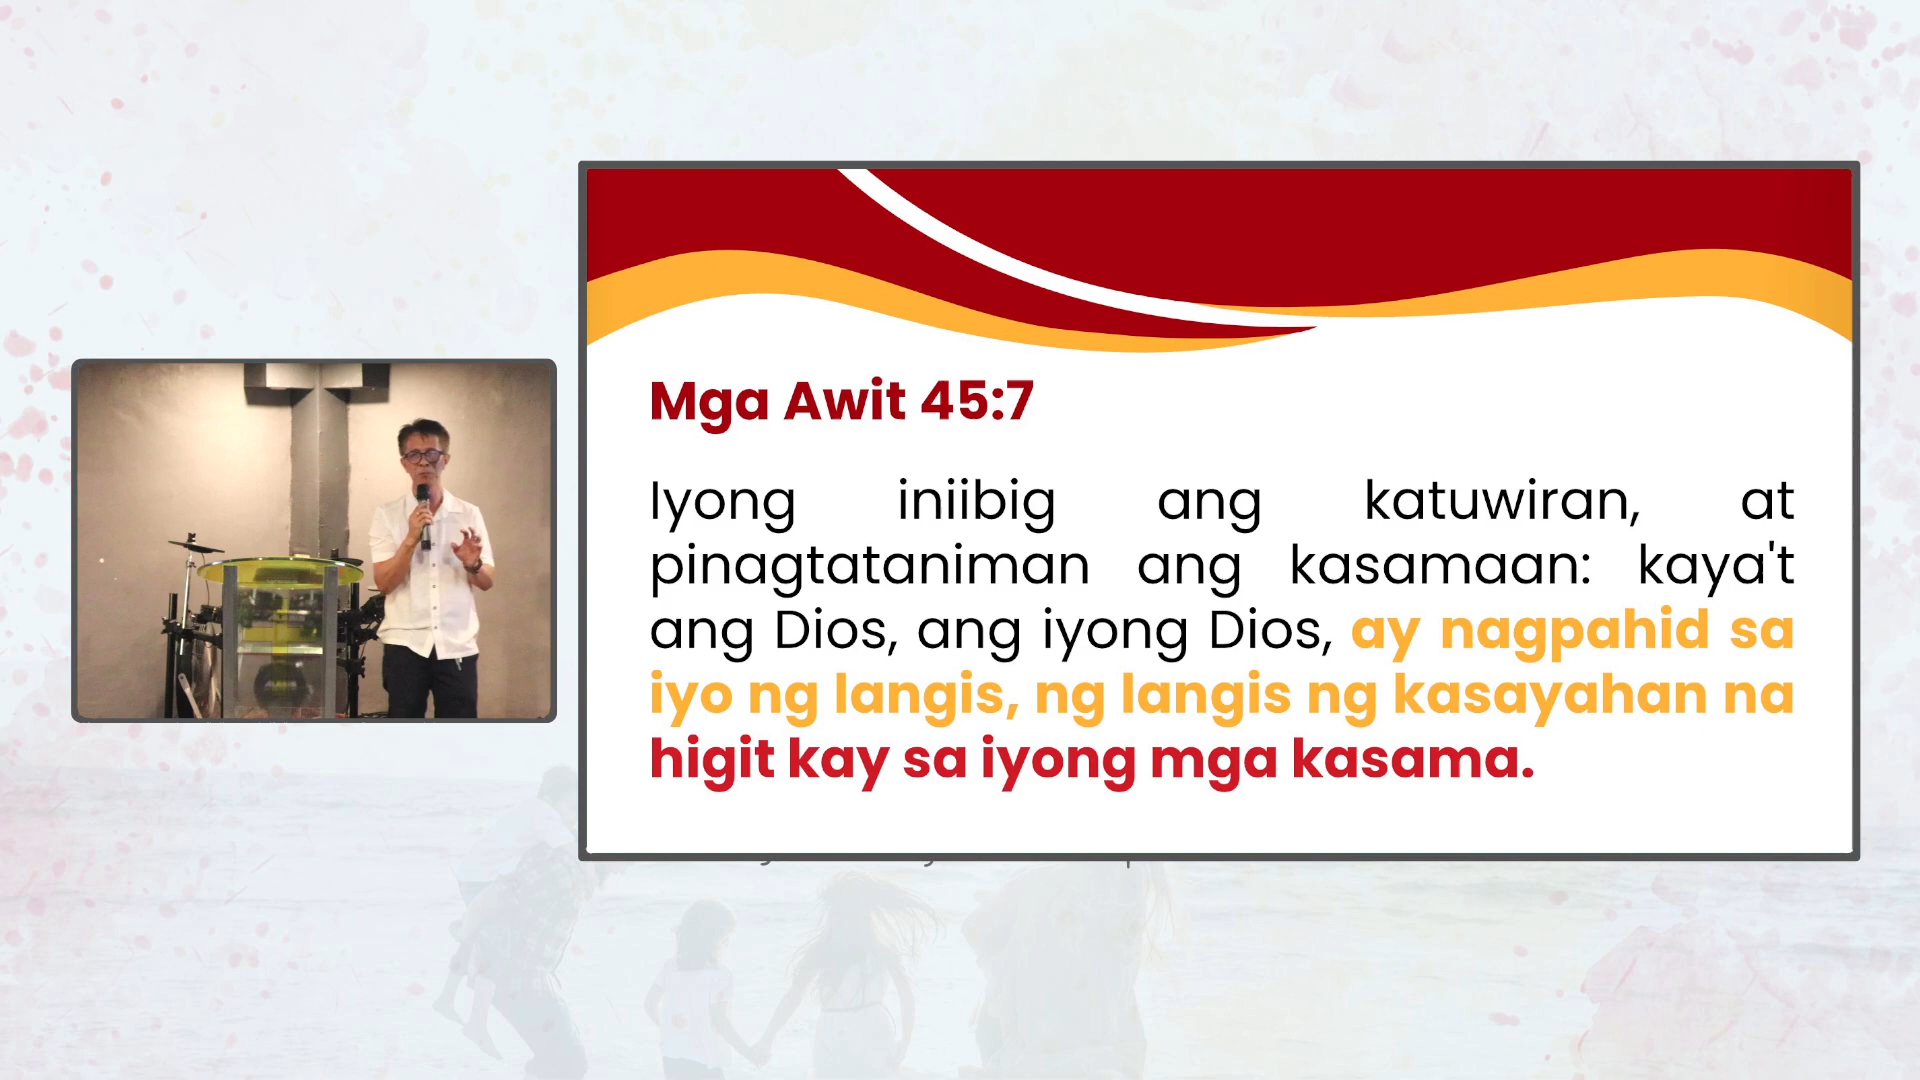 Mga Awit 45:7
Iyong iniibig ang katuwiran, at
pinagtataniman ang kasamaan: kaya't
ang Dios, ang iyong Dios, ay nagpahid sa
iyo ng langis, ng langis ng kasayahan na
higit kay sa iyong mga kasama.